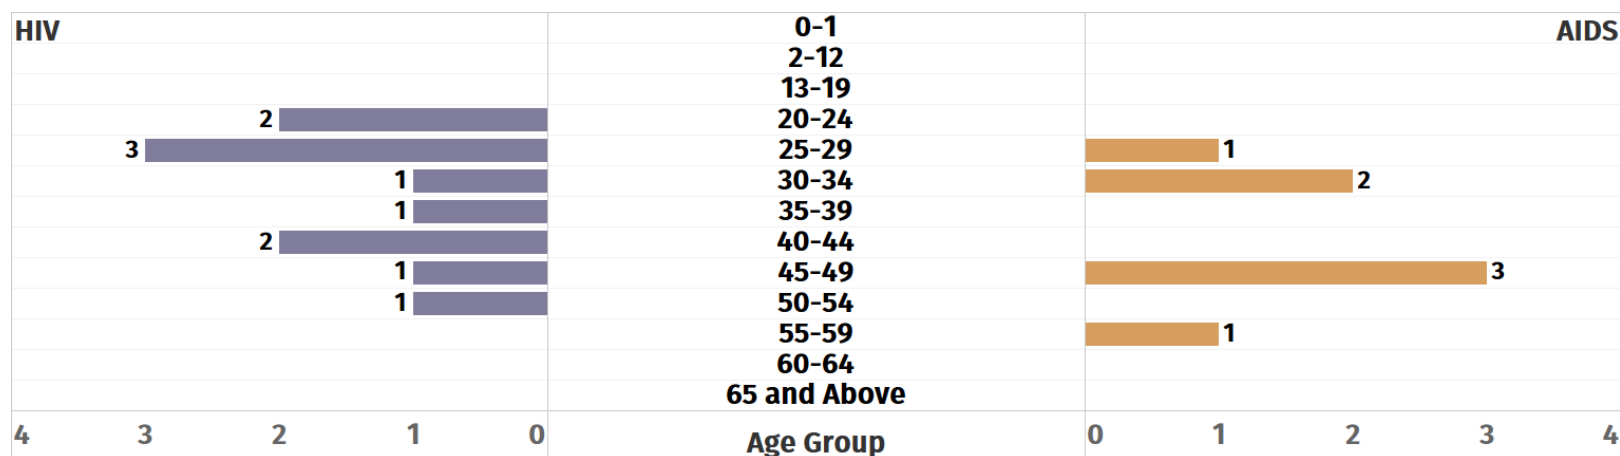 HIV 0-1 AIDS
2-12
13-19
2 20-24
3 25-29 1
1 30-34 2
1 35-39
2 40-44
1 45-49 3
1 50-54
55-59 1
60-64
65 and Above
4 3 2 1 0 Age Group 0 1 2 3 4